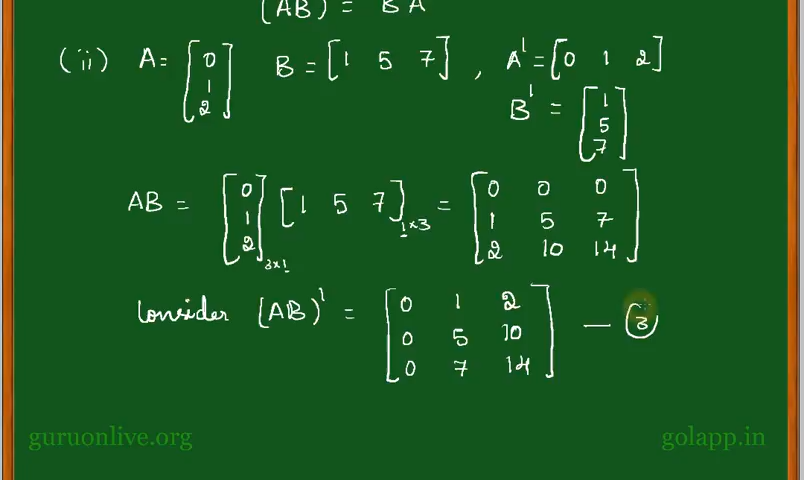 (AB) = B A
(ii) A = [0 1 2] B = [1 5 7] , A' = [0 1 2]
B' = [1 5 7]
AB = [0 1 2] 3×1 [1 5 7] 1×3 = [0 0 0
1 5 7
2 10 14]
Consider (AB)' = [0 1 2
0 5 10
0 7 14] — 3
guruonlive.org golapp.in